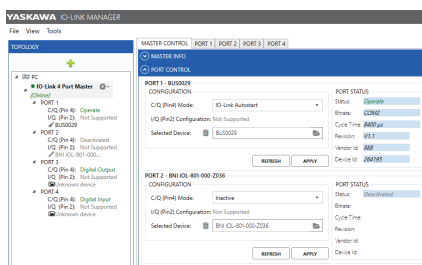 YASKAWA IO-LINK MANAGER
File View Tools
TOPOLOGY
PC
IO-Link 4 Port Master
[Online]
PORT 1
C/Q (Pin 4): Operate
I/Q (Pin 2): Not Supported
BUS0029
PORT 2
C/Q (Pin 4): Deactivated
I/Q (Pin 2): Not Supported
BNI IOL-801-000...
PORT 3
C/Q (Pin 4): Digital Output
I/Q (Pin 2): Not Supported
Unknown device
PORT 4
C/Q (Pin 4): Digital Input
I/Q (Pin 2): Not Supported
Unknown device
MASTER CONTROL PORT 1 PORT 2 PORT 3 PORT 4
MASTER INFO
PORT CONTROL
PORT 1 - BUS0029
CONFIGURATION
C/Q (Pin4) Mode: IO-Link Autostart
I/Q (Pin2) Configuration: Not Supported
Selected Device: BUS0029
REFRESH APPLY
PORT STATUS
Status: Operate
Bitrate: COM2
Cycle Time: 8400 µs
Revision: V1.1
Vendor Id: 888
Device Id: 264195
PORT 2 - BNI IOL-801-000-Z036
CONFIGURATION
C/Q (Pin4) Mode: Inactive
I/Q (Pin2) Configuration: Not Supported
Selected Device: BNI IOL-801-000-Z036
REFRESH APPLY
PORT STATUS
Status: Deactivated
Bitrate:
Cycle Time:
Revision:
Vendor Id:
Device Id: